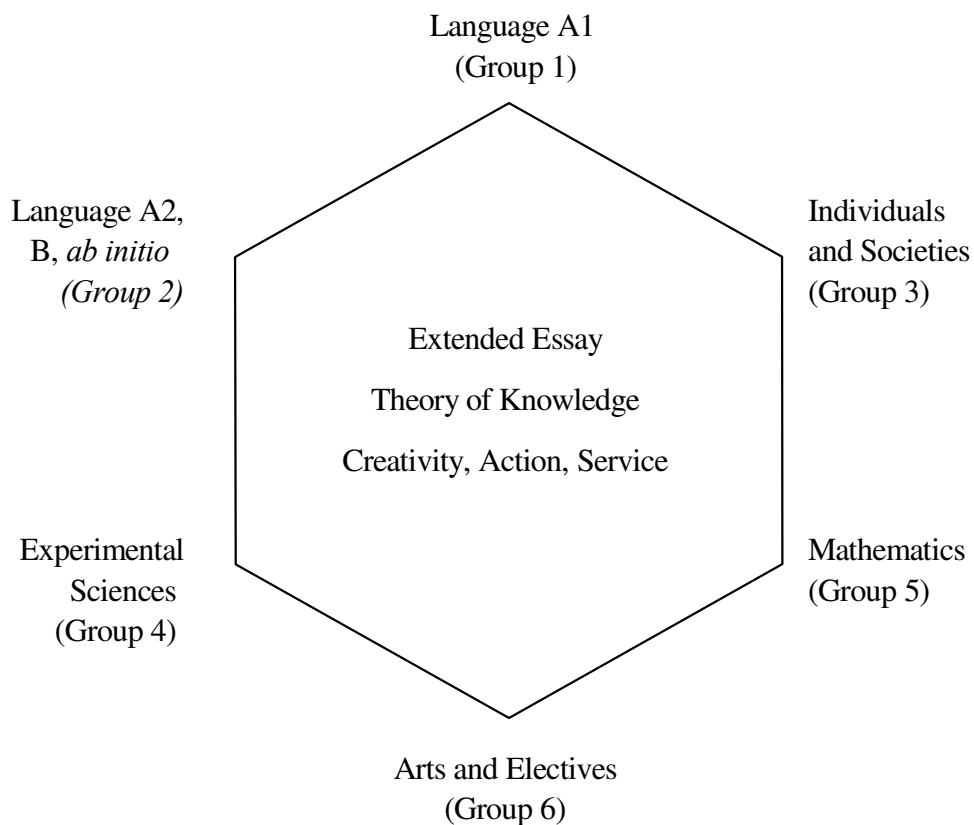 Language A1
(Group 1)
Language A2,
B, ab initio
(Group 2)
Individuals
and Societies
(Group 3)
Extended Essay
Theory of Knowledge
Creativity, Action, Service
Experimental
Sciences
(Group 4)
Mathematics
(Group 5)
Arts and Electives
(Group 6)